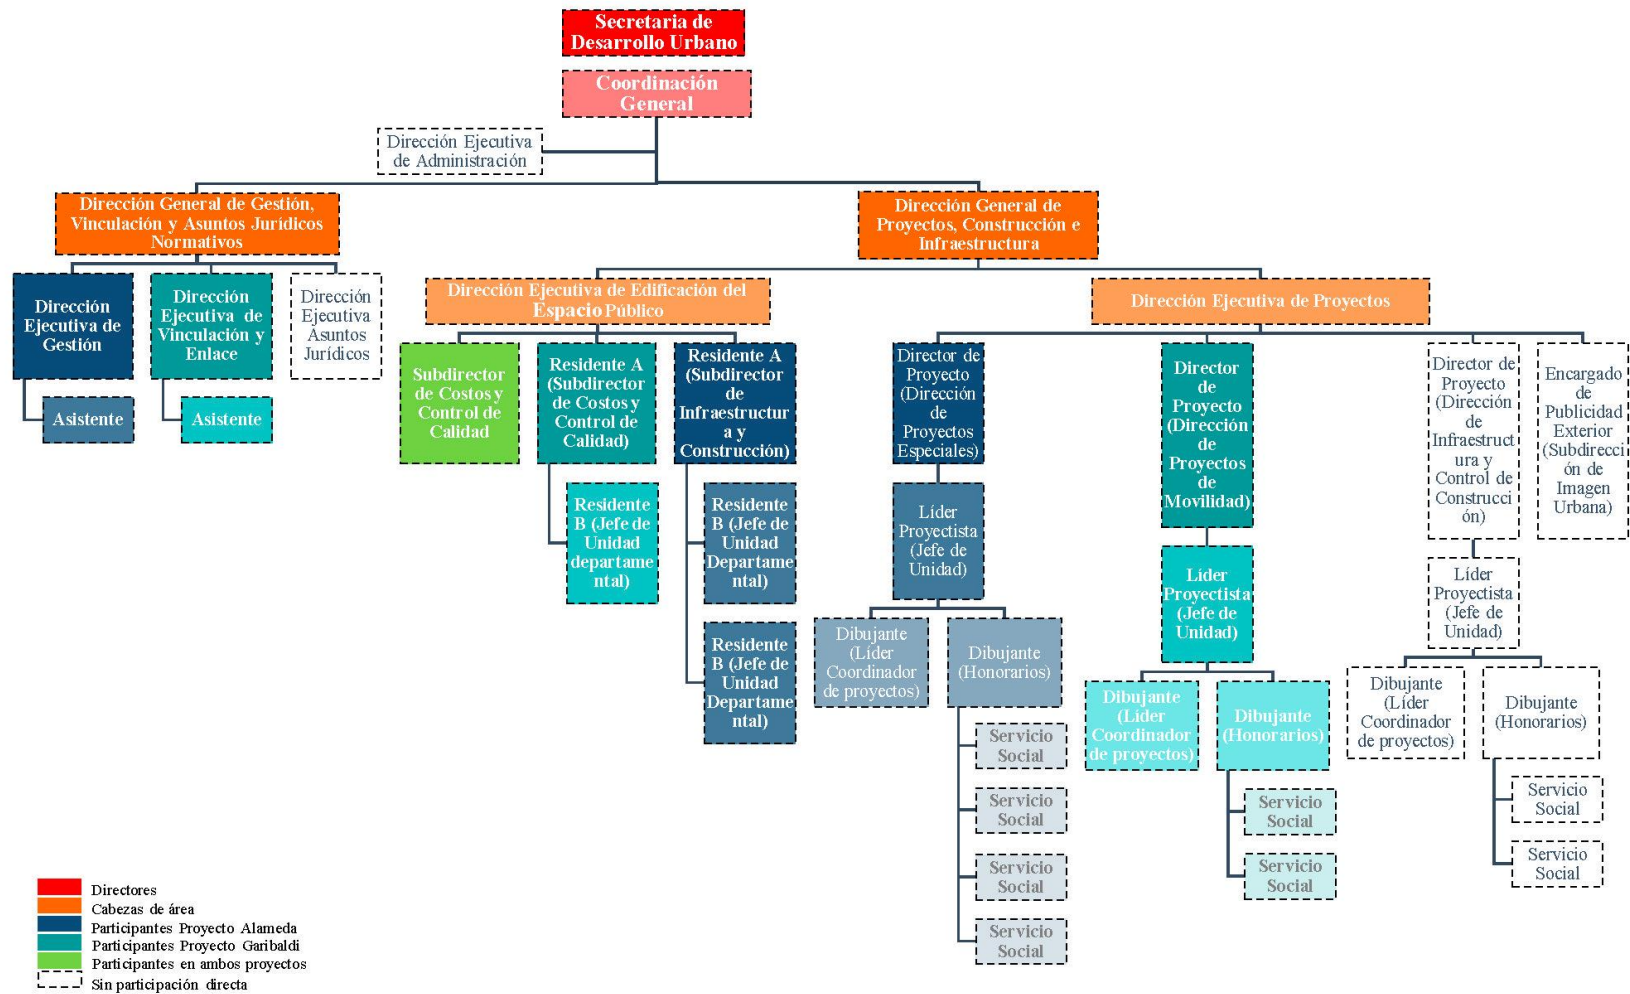 Secretaria de
Desarrollo Urbano
Coordinación
General
Dirección Ejecutiva
de Administración
Dirección General de Gestión,
Vinculación y Asuntos Jurídicos
Normativos
Dirección General de
Proyectos, Construcción e
Infraestructura
Dirección
Ejecutiva de
Gestión
Dirección
Ejecutiva de
Vinculación y
Enlace
Dirección
Ejecutiva
Asuntos
Jurídicos
Asistente
Asistente
Dirección Ejecutiva de Edificación del
Espacio Público
Dirección Ejecutiva de Proyectos
Subdirector
de Costos y
Control de
Calidad
Residente A
(Subdirector
de Costos y
Control de
Calidad)
Residente A
(Subdirector
de
Infraestructur
a y
Construcción)
Residente
B (Jefe de
Unidad
departame
ntal)
Residente
B (Jefe de
Unidad
Departame
ntal)
Residente
B (Jefe de
Unidad
Departame
ntal)
Director de
Proyecto
(Dirección
de
Proyectos
Especiales)
Líder
Proyectista
(Jefe de
Unidad)
Dibujante
(Líder
Coordinador
de proyectos)
Dibujante
(Honorarios)
Servicio
Social
Servicio
Social
Servicio
Social
Servicio
Social
Director
de
Proyecto
(Dirección
de
Proyectos
de
Movilidad)
Líder
Proyectista
(Jefe de
Unidad)
Dibujante
(Líder
Coordinador
de proyectos)
Dibujante
(Honorarios)
Servicio
Social
Servicio
Social
Director de
Proyecto
(Dirección
de
Infraestruct
ura y
Control de
Construcci
ón)
Líder
Proyectista
(Jefe de
Unidad)
Dibujante
(Líder
Coordinador
de proyectos)
Dibujante
(Honorarios)
Servicio
Social
Servicio
Social
Encargado
de
Publicidad
Exterior
(Subdirecci
ón de
Imagen
Urbana)
Directores
Cabezas de área
Participantes Proyecto Alameda
Participantes Proyecto Garibaldi
Participantes en ambos proyectos
Sin participación directa